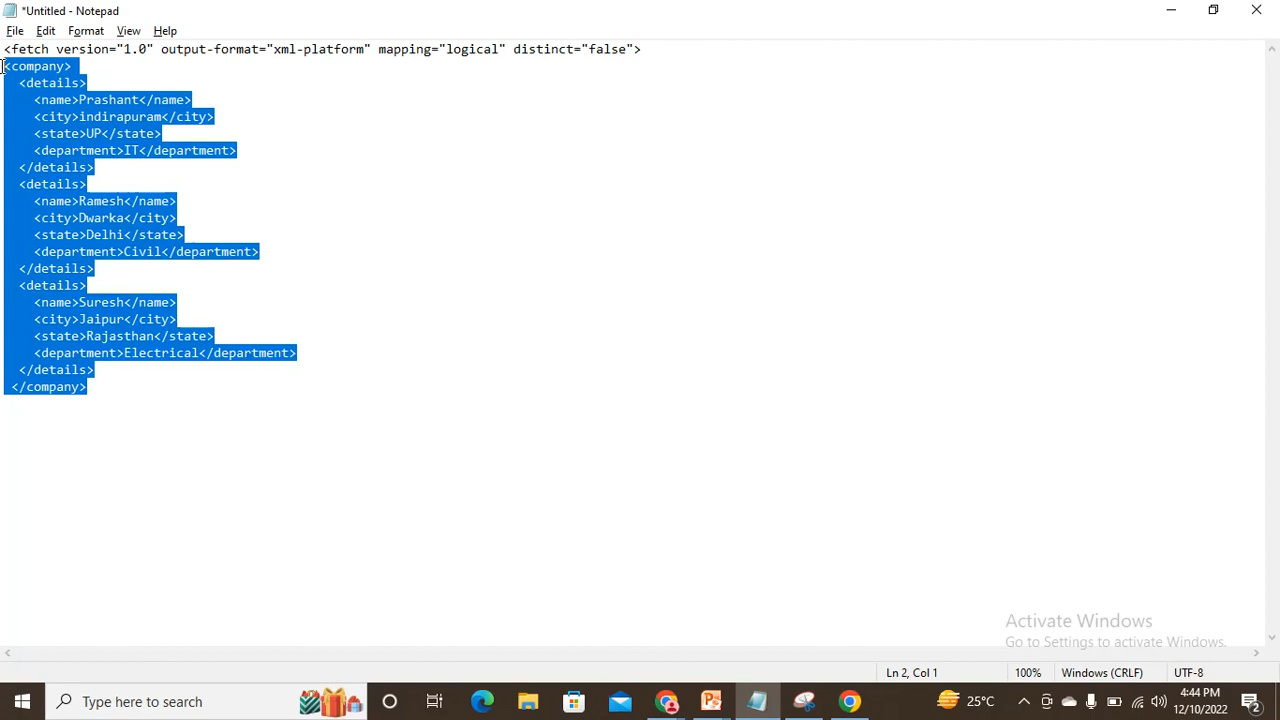 *Untitled - Notepad
File Edit Format View Help
<fetch version="1.0" output-format="xml-platform" mapping="logical" distinct="false">
<company>
<details>
<name>Prashant</name>
<city>indirapuram</city>
<state>UP</state>
<department>IT</department>
</details>
<details>
<name>Ramesh</name>
<city>Dwarka</city>
<state>Delhi</state>
<department>Civil</department>
</details>
<details>
<name>Suresh</name>
<city>Jaipur</city>
<state>Rajasthan</state>
<department>Electrical</department>
</details>
</company>
Activate Windows
Go to Settings to activate Windows.
Ln 2, Col 1 100% Windows (CRLF) UTF-8
Type here to search 25°C 4:44 PM
12/10/2022 2